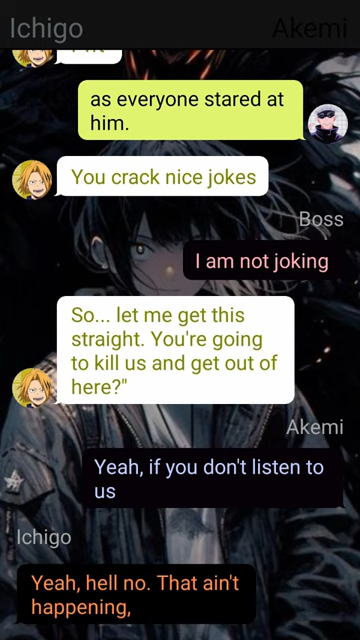 Ichigo
Akemi
as everyone stared at
him.
You crack nice jokes
Boss
I am not joking
So... let me get this
straight. You're going
to kill us and get out of
here?"
Akemi
Yeah, if you don't listen to
us
Ichigo
Yeah, hell no. That ain't
happening,